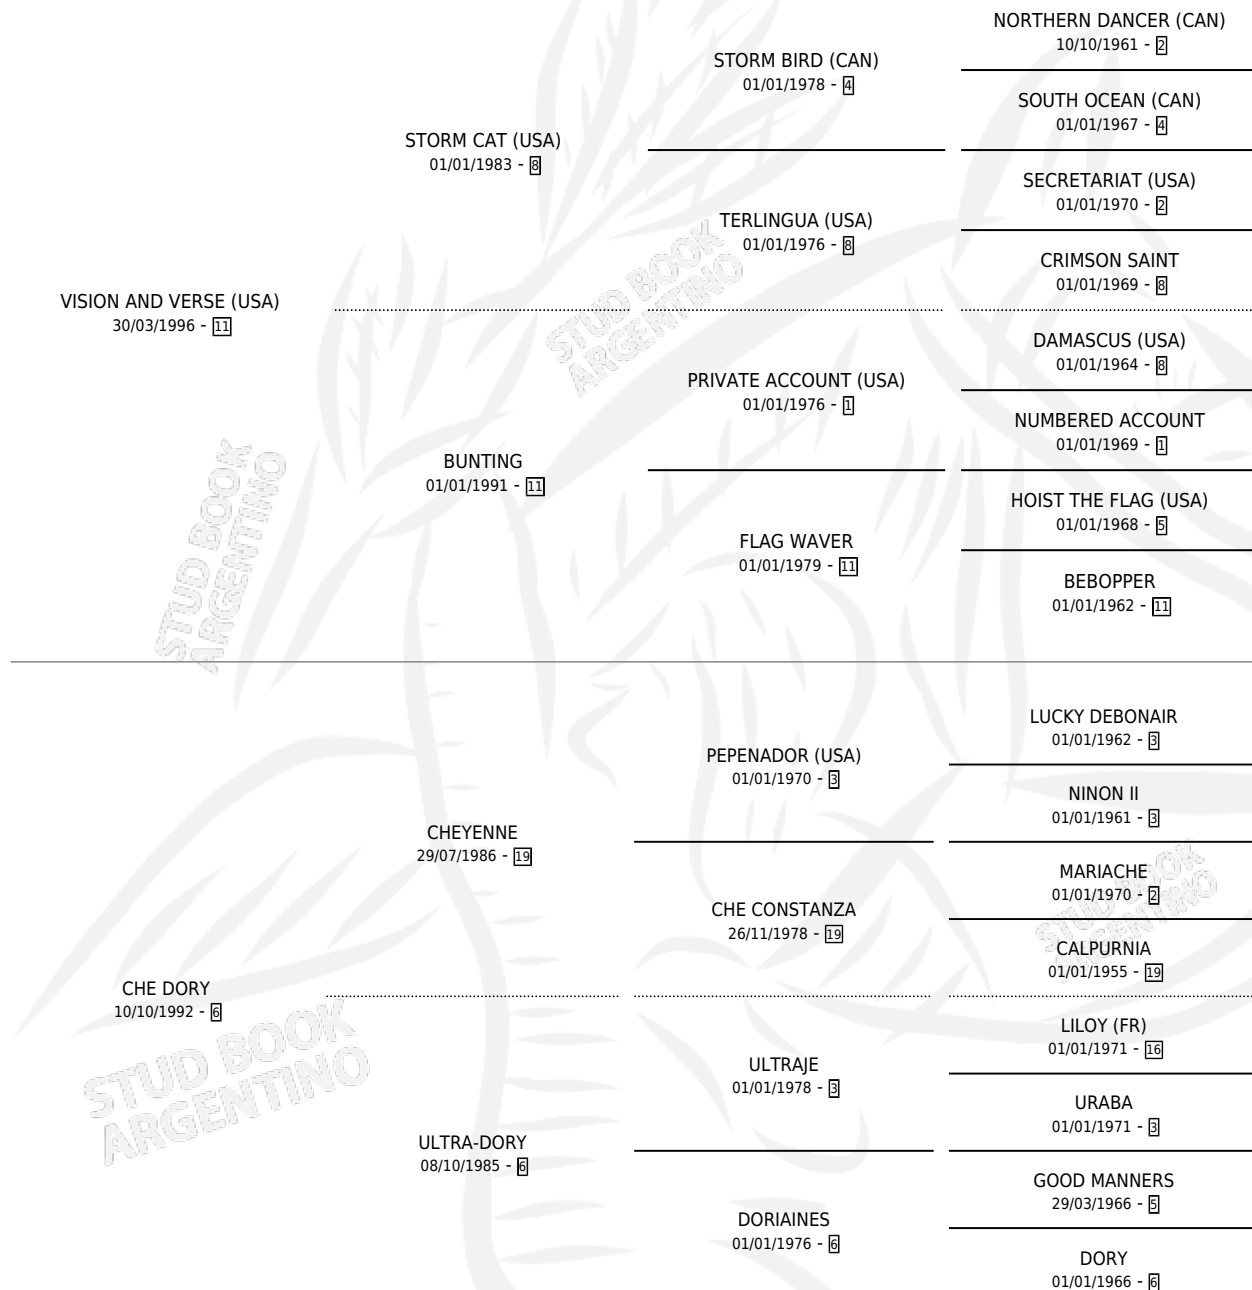 NORTHERN DANCER (CAN)
10/10/1961 - 2
STORM BIRD (CAN)
01/01/1978 - 4
SOUTH OCEAN (CAN)
01/01/1967 - 4
STORM CAT (USA)
01/01/1983 - 8
SECRETARIAT (USA)
01/01/1970 - 2
TERLINGUA (USA)
01/01/1976 - 8
CRIMSON SAINT
01/01/1969 - 8
VISION AND VERSE (USA)
30/03/1996 - 11
DAMASCUS (USA)
01/01/1964 - 8
PRIVATE ACCOUNT (USA)
01/01/1976 - 1
NUMBERED ACCOUNT
01/01/1969 - 1
BUNTING
01/01/1991 - 11
HOIST THE FLAG (USA)
01/01/1968 - 5
FLAG WAVER
01/01/1979 - 11
BEBOPPER
01/01/1962 - 11
LUCKY DEBONAIR
01/01/1962 - 3
PEPENADOR (USA)
01/01/1970 - 3
NINON II
01/01/1961 - 3
CHEYENNE
29/07/1986 - 19
MARIACHE
01/01/1970 - 2
CHE CONSTANZA
26/11/1978 - 19
CALPURNIA
01/01/1955 - 19
CHE DORY
10/10/1992 - 6
LILOY (FR)
01/01/1971 - 16
ULTRAJE
01/01/1978 - 3
URABA
01/01/1971 - 3
ULTRA-DORY
08/10/1985 - 6
GOOD MANNERS
29/03/1966 - 5
DORIAINES
01/01/1976 - 6
DORY
01/01/1966 - 6
STUD BOOK
ARGENTINO
STUD BOOK
ARGENTINO
STUD BOOK
ARGENTINO
STUD BOOK
ARGENTINO